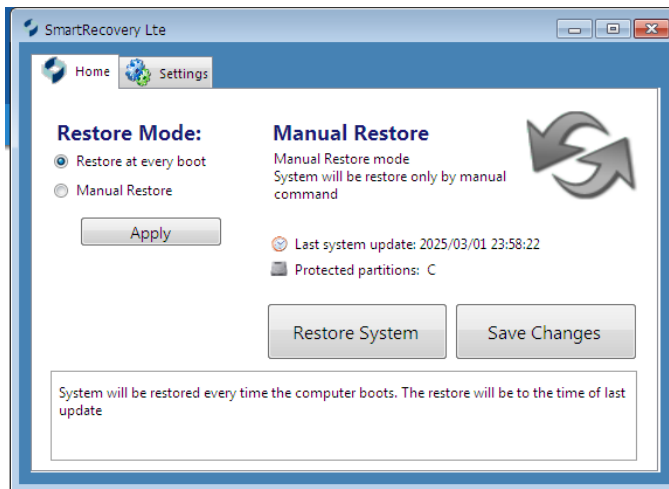 SmartRecovery Lte
Home
Settings
Restore Mode:
Restore at every boot
Manual Restore
Apply
Manual Restore
Manual Restore mode
System will be restore only by manual
command
Last system update: 2025/03/01 23:58:22
Protected partitions: C
Restore System
Save Changes
System will be restored every time the computer boots. The restore will be to the time of last
update